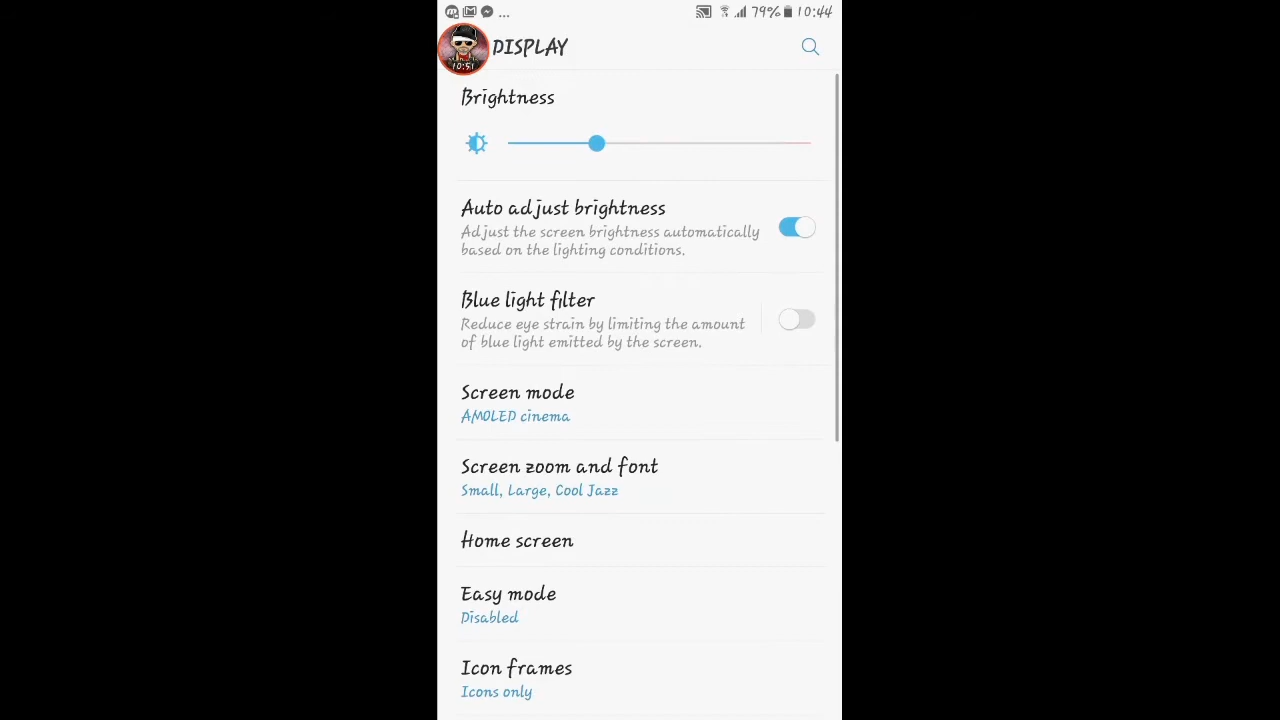 ... 79% 10:44
10:51
DISPLAY
Brightness
Auto adjust brightness
Adjust the screen brightness automatically
based on the lighting conditions.
Blue light filter
Reduce eye strain by limiting the amount
of blue light emitted by the screen.
Screen mode
AMOLED cinema
Screen zoom and font
Small, Large, Cool Jazz
Home screen
Easy mode
Disabled
Icon frames
Icons only